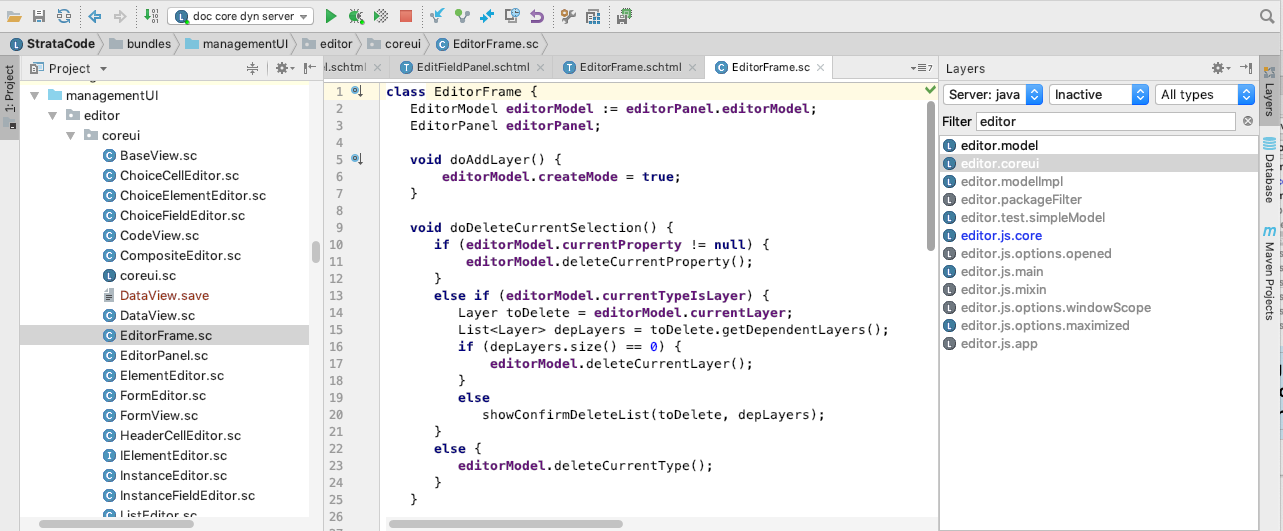 doc core dyn server
StrataCode bundles managementUI editor coreui EditorFrame.sc
1: Project
Project
l.schtml EditFieldPanel.schtml EditorFrame.schtml EditorFrame.sc 7
managementUI
editor
coreui
BaseView.sc
ChoiceCellEditor.sc
ChoiceElementEditor.sc
ChoiceFieldEditor.sc
CodeView.sc
CompositeEditor.sc
coreui.sc
DataView.save
DataView.sc
EditorFrame.sc
EditorPanel.sc
ElementEditor.sc
FormEditor.sc
FormView.sc
HeaderCellEditor.sc
IElementEditor.sc
InstanceEditor.sc
InstanceFieldEditor.sc
ListEditor.sc
1 class EditorFrame {
2 EditorModel editorModel := editorPanel.editorModel;
3 EditorPanel editorPanel;
4
5 void doAddLayer() {
6 editorModel.createMode = true;
7 }
8
9 void doDeleteCurrentSelection() {
10 if (editorModel.currentProperty != null) {
11 editorModel.deleteCurrentProperty();
12 }
13 else if (editorModel.currentTypeIsLayer) {
14 Layer toDelete = editorModel.currentLayer;
15 List<Layer> depLayers = toDelete.getDependentLayers();
16 if (depLayers.size() == 0) {
17 editorModel.deleteCurrentLayer();
18 }
19 else
20 showConfirmDeleteList(toDelete, depLayers);
21 }
22 else {
23 editorModel.deleteCurrentType();
24 }
25 }
26
Layers
Server: java Inactive All types
Filter editor
editor.model
editor.coreui
editor.modelImpl
editor.packageFilter
editor.test.simpleModel
editor.js.core
editor.js.options.opened
editor.js.main
editor.js.mixin
editor.js.options.windowScope
editor.js.options.maximized
editor.js.app
Layers
Database
Maven Projects